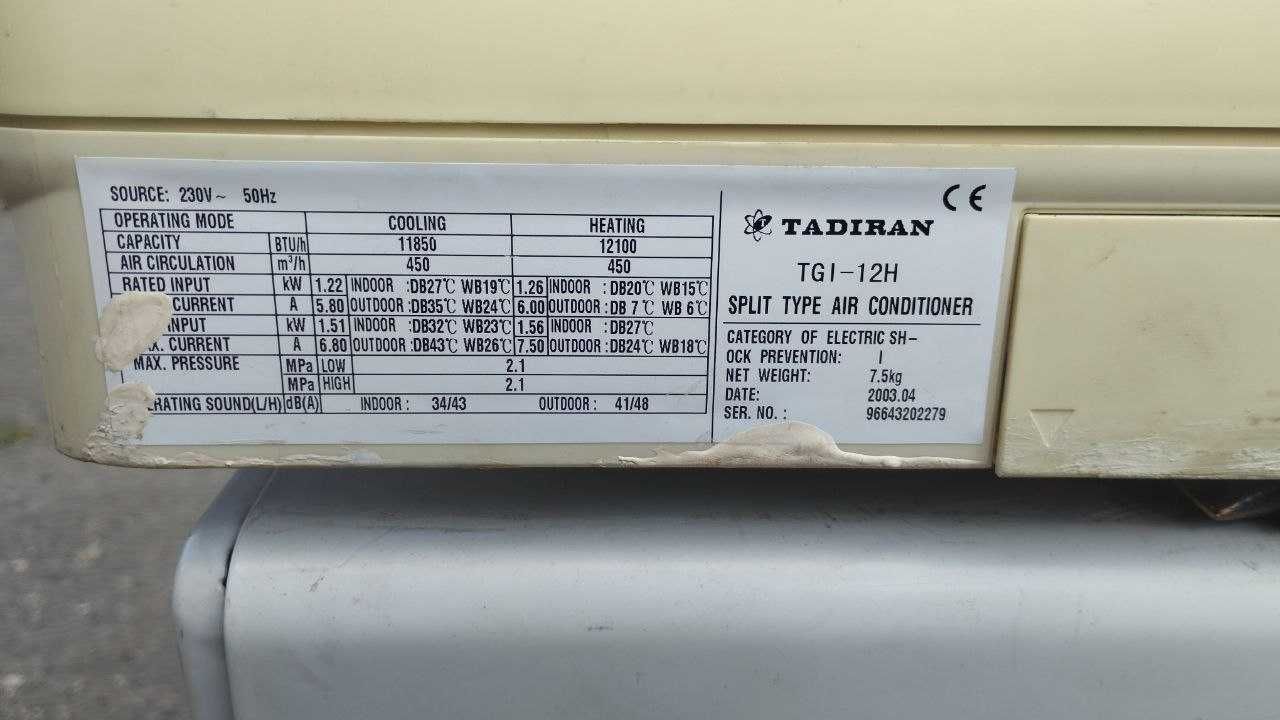 SOURCE: 230V~ 50Hz
OPERATING MODE COOLING HEATING
CAPACITY BTU/h 11850 12100
AIR CIRCULATION m³/h 450 450
RATED INPUT kW 1.22 INDOOR :DB27℃ WB19℃ 1.26 INDOOR :DB20℃ WB15℃
CURRENT A 5.80 OUTDOOR:DB35℃ WB24℃ 6.00 OUTDOOR:DB 7℃ WB 6℃
INPUT kW 1.51 INDOOR :DB32℃ WB23℃ 1.56 INDOOR :DB27℃
CURRENT A 6.80 OUTDOOR:DB43℃ WB26℃ 7.50 OUTDOOR:DB24℃ WB18℃
MAX. PRESSURE MPa LOW 2.1
MPa HIGH 2.1
RATING SOUND(L/H) dB(A) INDOOR: 34/43 OUTDOOR: 41/48
CE
TADIRAN
TGI-12H
SPLIT TYPE AIR CONDITIONER
CATEGORY OF ELECTRIC SH-
OCK PREVENTION: I
NET WEIGHT: 7.5kg
DATE: 2003.04
SER. NO.: 96643202279